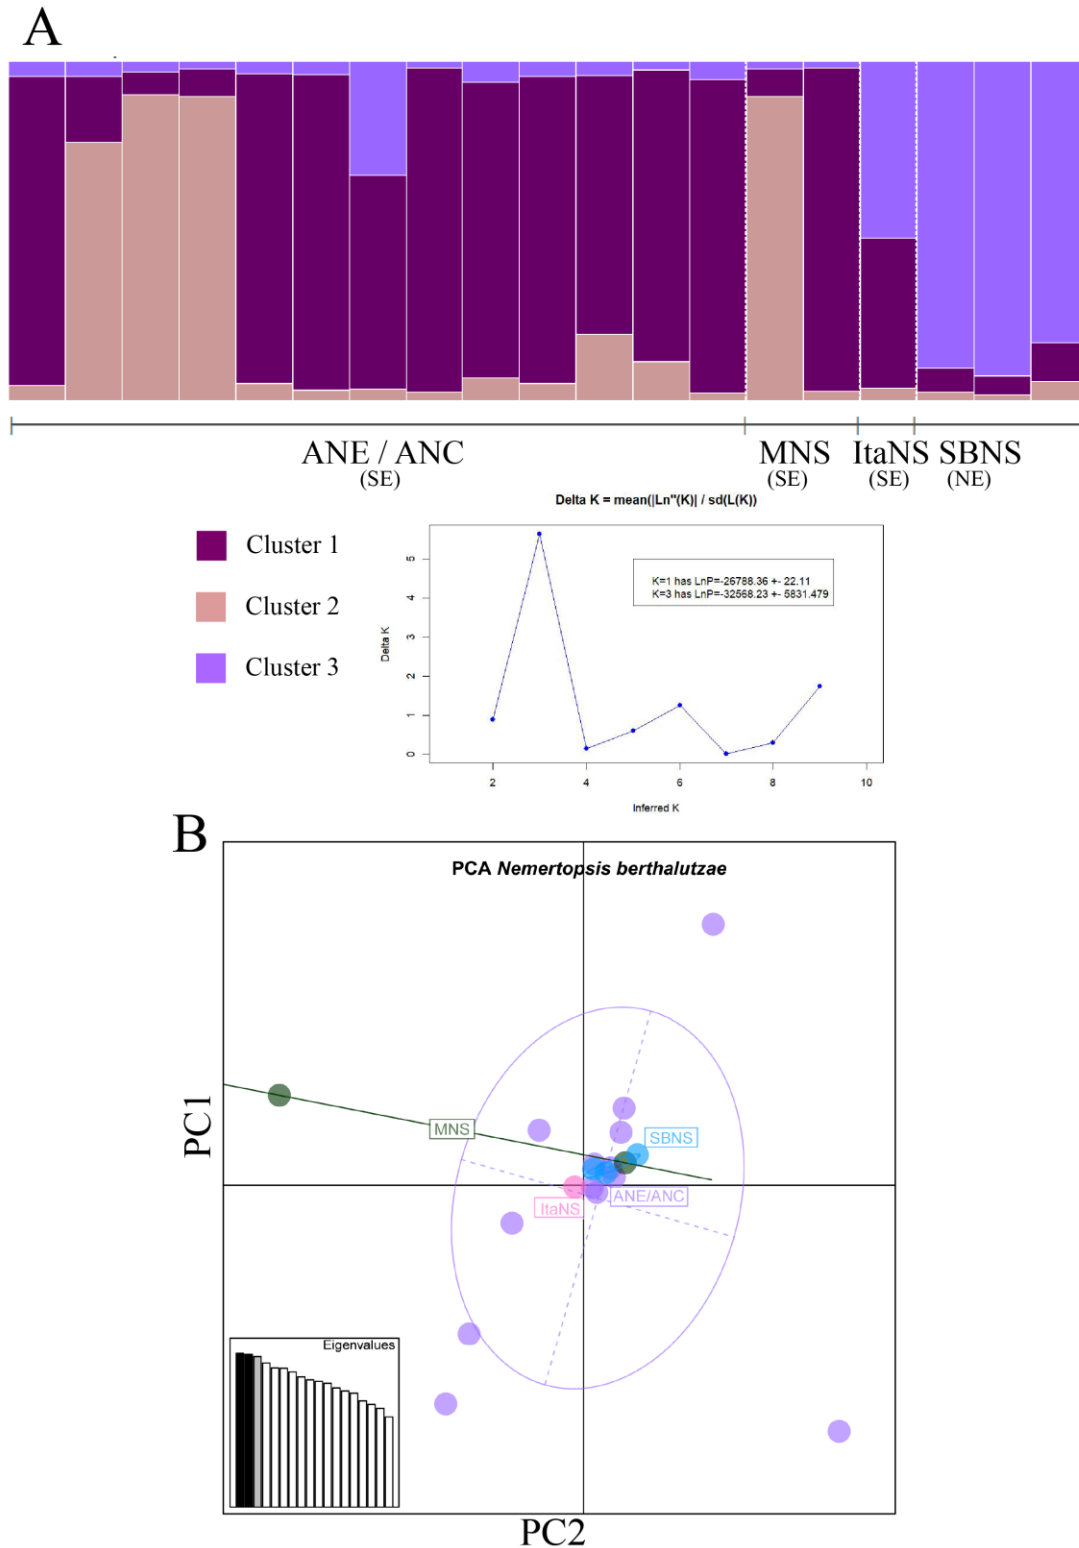 A
ANE / ANC
(SE)
MNS
(SE)
ItaNS
(SE)
SBNS
(NE)
Cluster 1
Cluster 2
Cluster 3
Delta K = mean(|Ln"(K)| / sd(L(K))
K=1 has LnP=-26788.36 +- 22.11
K=3 has LnP=-32568.23 +- 5831.479
Delta K
5
4
3
2
1
0
2
4
6
8
10
Inferred K
B
PCA Nemertopsis berthalutzae
MNS
SBNS
ANE/ANC
ItaNS
PC1
Eigenvalues
PC2